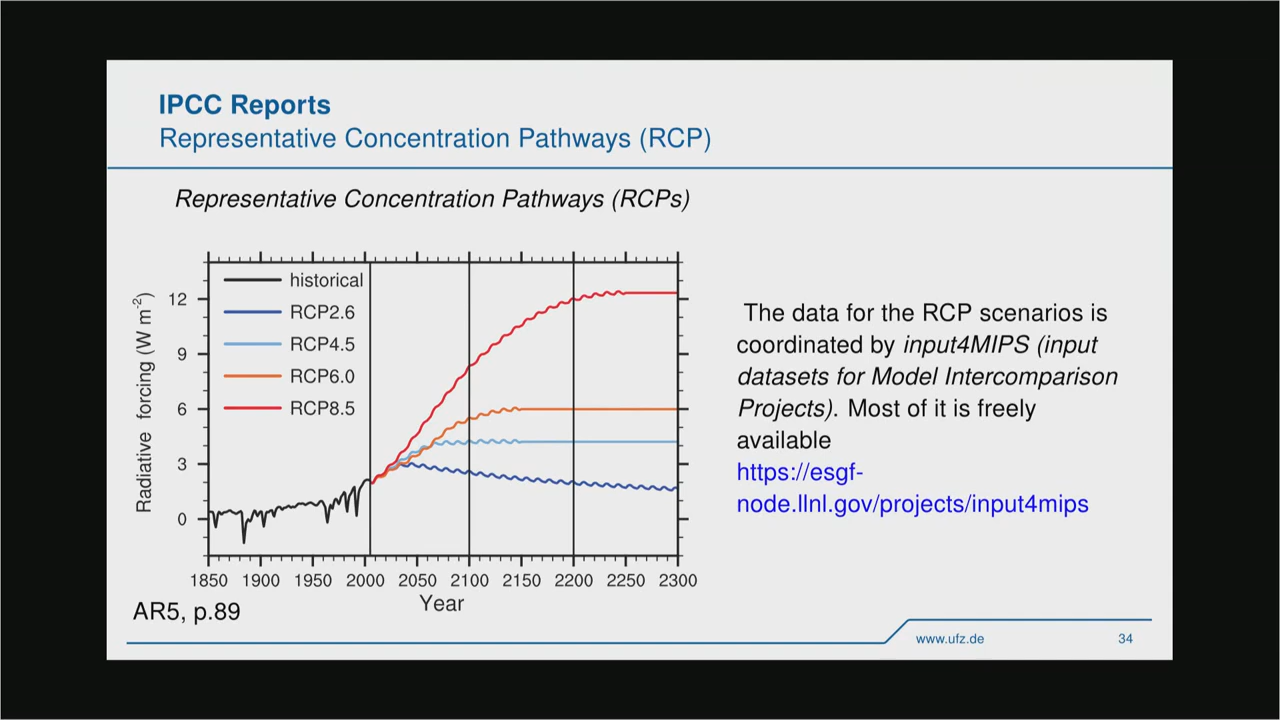 IPCC Reports
Representative Concentration Pathways (RCP)
Representative Concentration Pathways (RCPs)
historical
RCP2.6
RCP4.5
RCP6.0
RCP8.5
Radiative forcing (W m-2)
12
9
6
3
0
1850 1900 1950 2000 2050 2100 2150 2200 2250 2300
Year
AR5, p.89
The data for the RCP scenarios is
coordinated by input4MIPS (input
datasets for Model Intercomparison
Projects). Most of it is freely
available
https://esgf-
node.llnl.gov/projects/input4mips
www.ufz.de
34